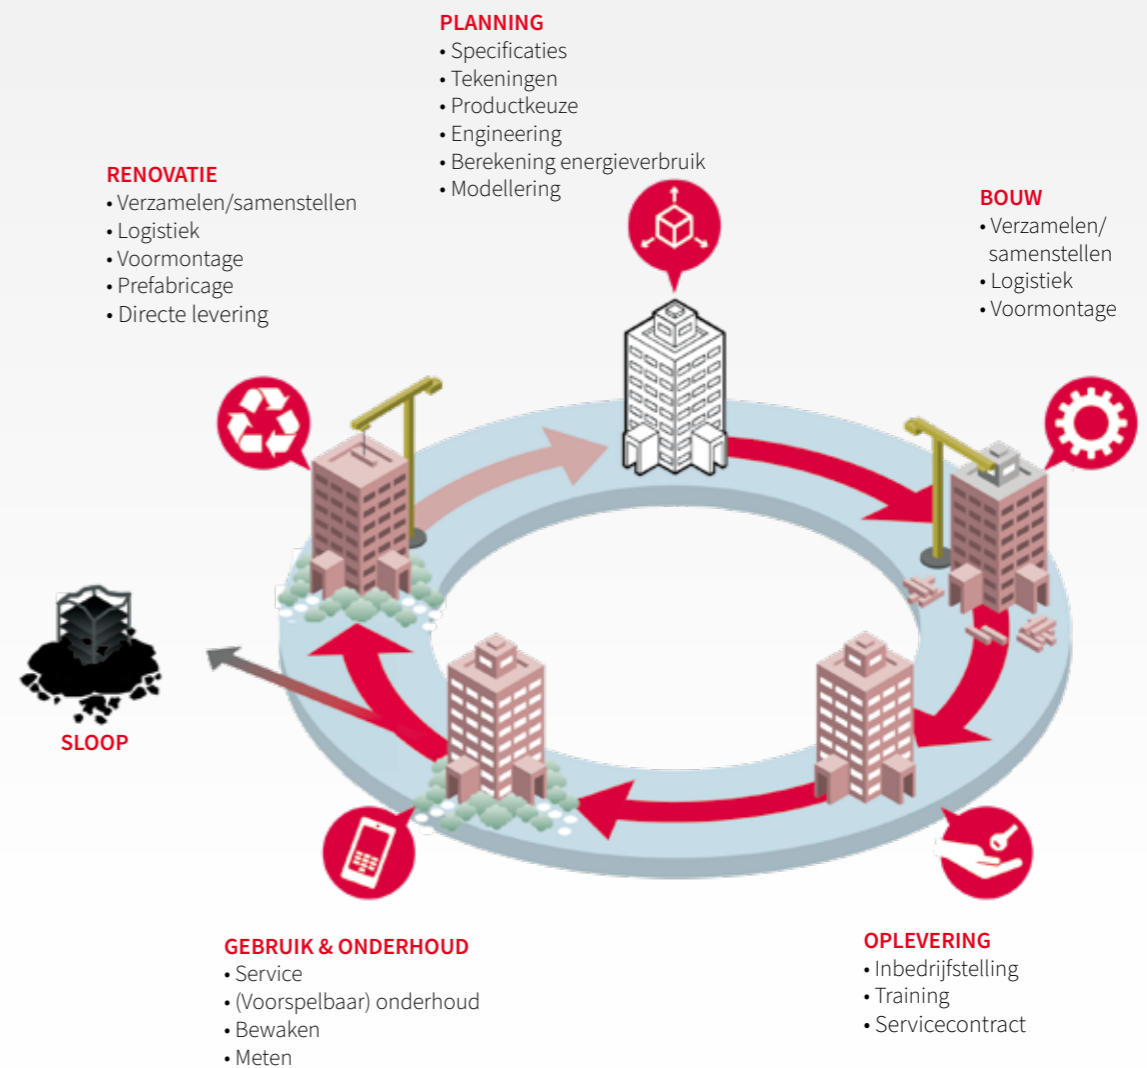 PLANNING
• Specificaties
• Tekeningen
• Productkeuze
• Engineering
• Berekening energieverbruik
• Modellering
RENOVATIE
• Verzamelen/samenstellen
• Logistiek
• Voormontage
• Prefabricage
• Directe levering
BOUW
• Verzamelen/
samenstellen
• Logistiek
• Voormontage
SLOOP
GEBRUIK & ONDERHOUD
• Service
• (Voorspelbaar) onderhoud
• Bewaken
• Meten
OPLEVERING
• Inbedrijfstelling
• Training
• Servicecontract